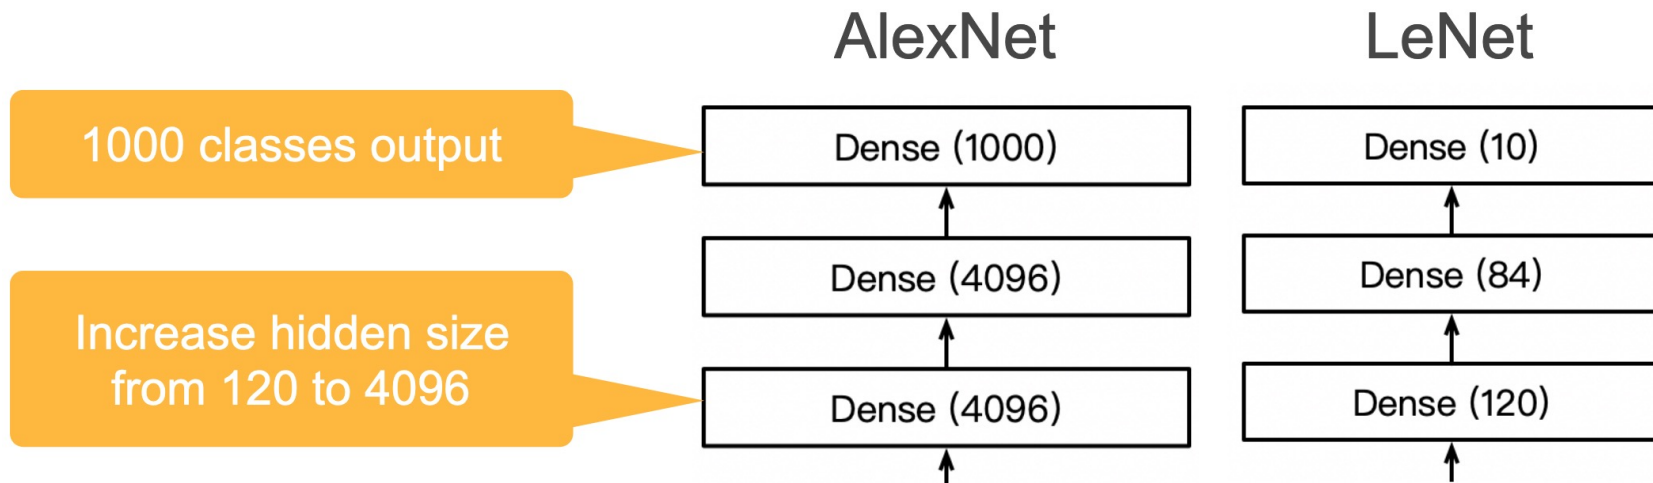 AlexNet
LeNet
1000 classes output
Dense (1000)
Dense (10)
Dense (4096)
Dense (84)
Increase hidden size
from 120 to 4096
Dense (4096)
Dense (120)